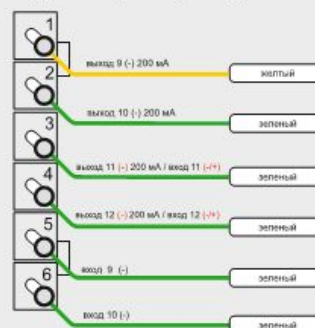 1
выход 9 (-) 200 мА
желтый
2
выход 10 (-) 200 мА
зеленый
3
выход 11 (-) 200 мА / вход 11 (-/+)
зеленый
4
выход 12 (-) 200 мА / вход 12 (-/+)
зеленый
5
вход 9 (-)
зеленый
6
вход 10 (-)
зеленый